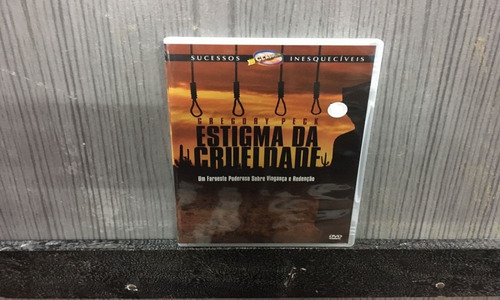 SUCESSOS INESQUECÍVEIS
GREGORY PECK
ESTIGMA DA
CRUELDADE
Um Faroeste Poderoso Sobre Vingança e Redenção
DVD